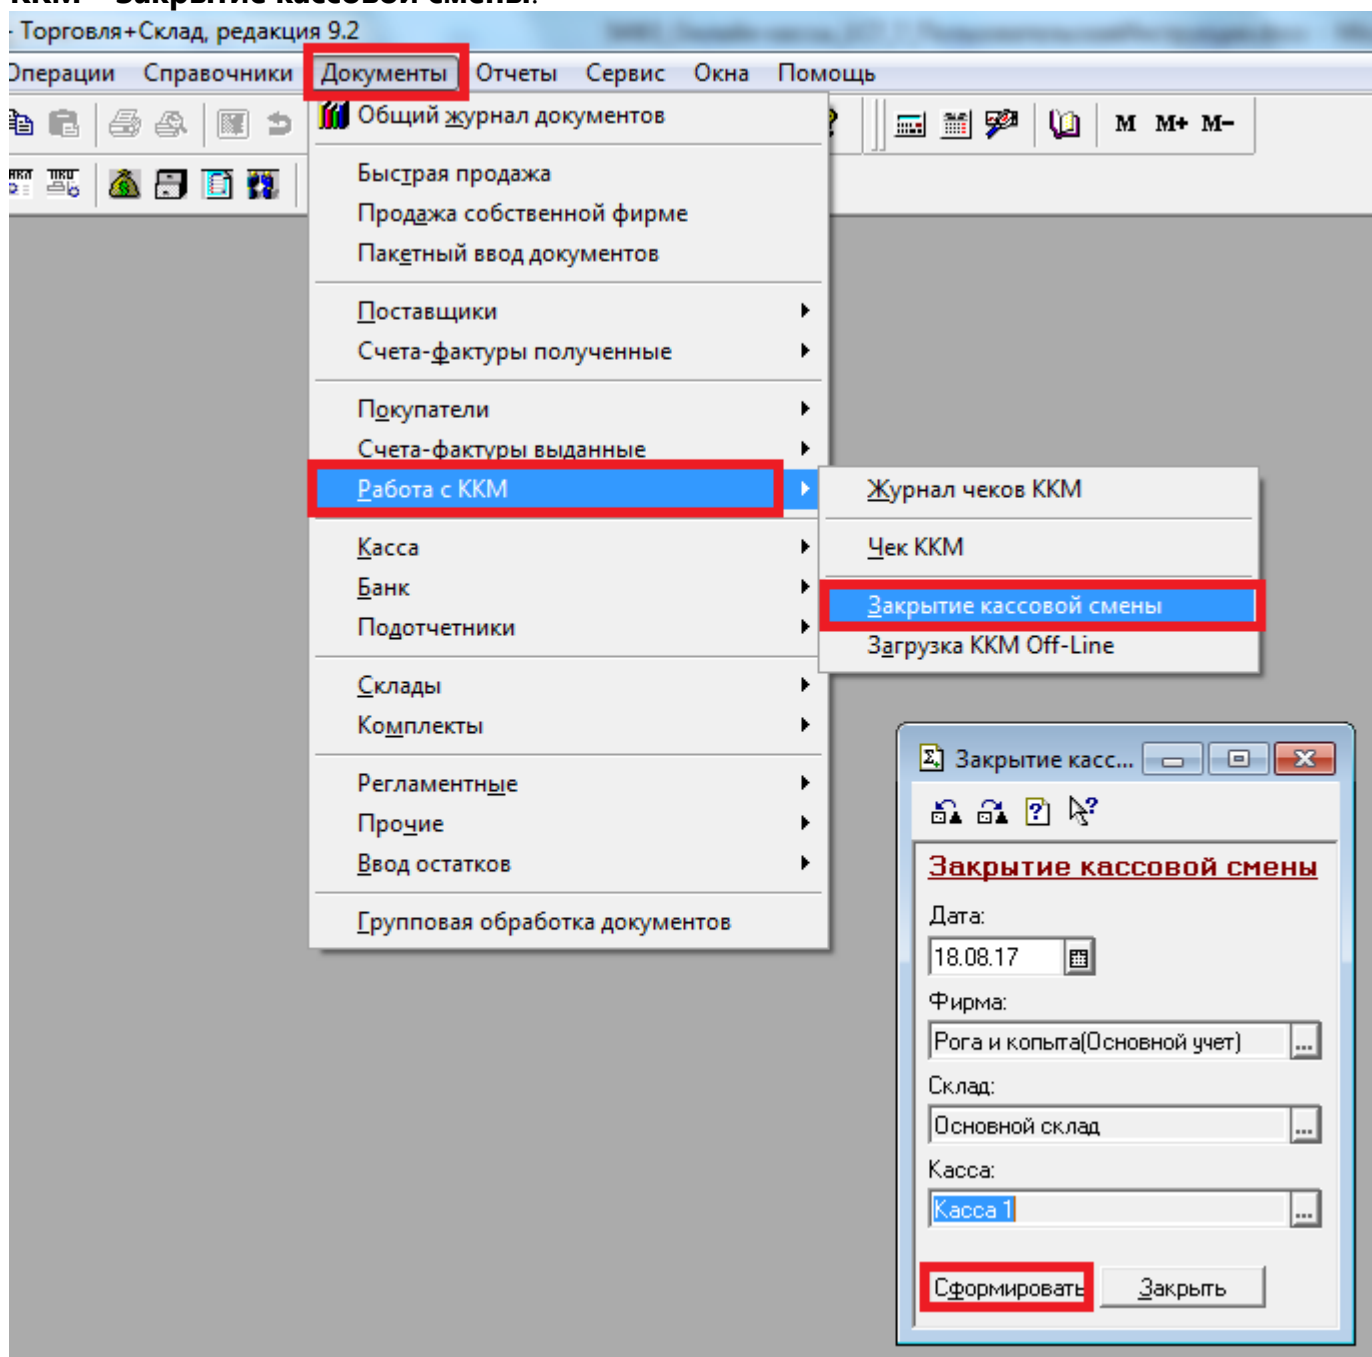 ККМ – Закрытие кассовой смены.
- Торговля+Склад, редакция 9.2
Операции Справочники Документы Отчеты Сервис Окна Помощь
М М+ М-
Общий журнал документов
Быстрая продажа
Продажа собственной фирме
Пакетный ввод документов
Поставщики
Счета-фактуры полученные
Покупатели
Счета-фактуры выданные
Работа с ККМ
Касса
Банк
Подотчетники
Склады
Комплекты
Регламентные
Прочие
Ввод остатков
Групповая обработка документов
Журнал чеков ККМ
Чек ККМ
Закрытие кассовой смены
Загрузка ККМ Off-Line
Закрытие касс...
Закрытие кассовой смены
Дата:
18.08.17
Фирма:
Рога и копыта(Основной учет) ...
Склад:
Основной склад ...
Касса:
Касса 1 ...
Сформировать Закрыть